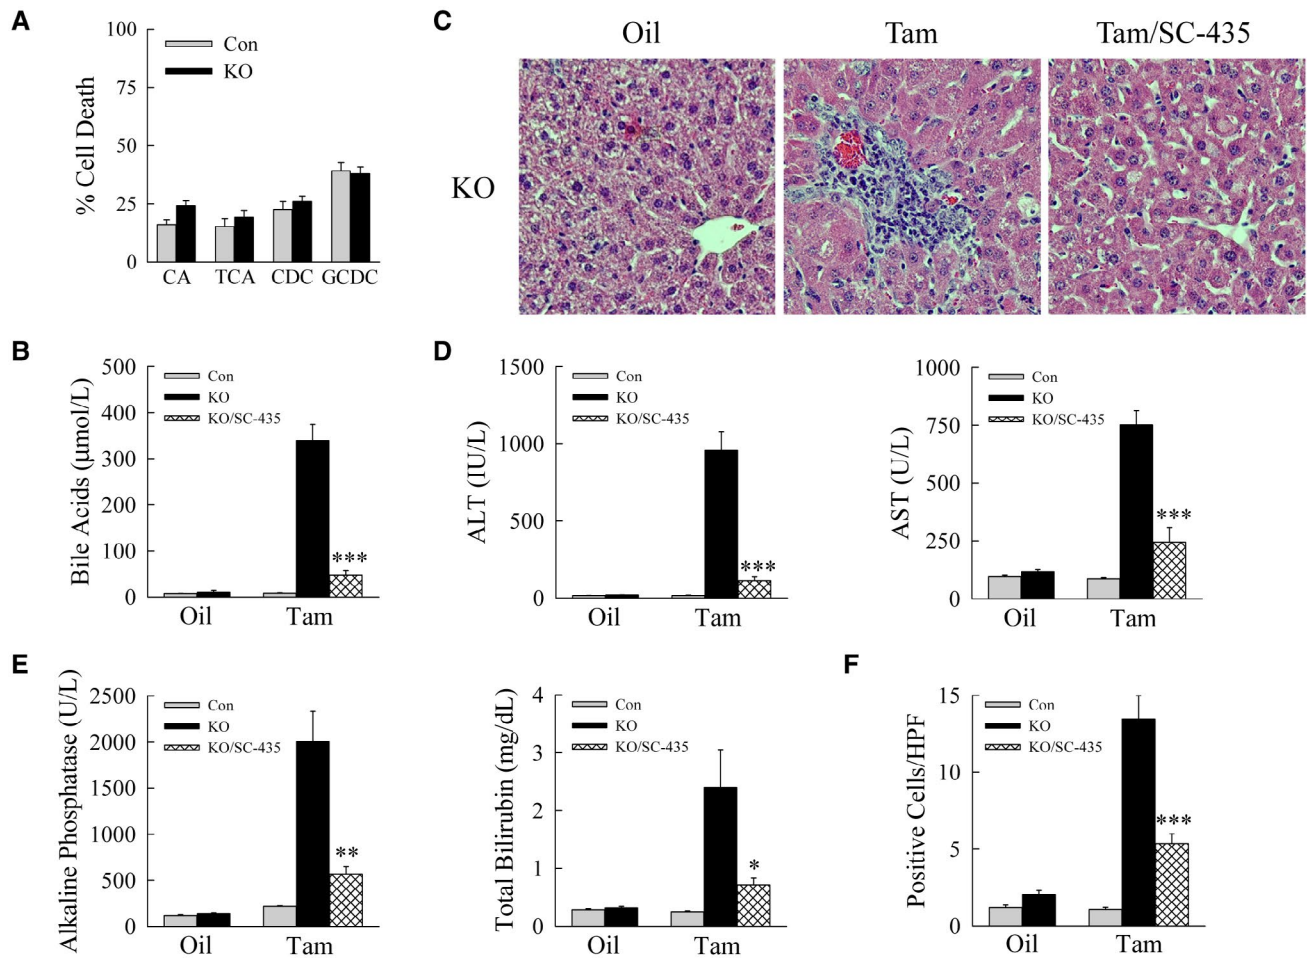 A
% Cell Death
100
75
50
25
0
Con
KO
CA TCA CDC GCDC
C
Oil Tam Tam/SC-435
KO
B
Bile Acids (µmol/L)
500
400
300
200
100
0
Con
KO
KO/SC-435
***
Oil Tam
D
ALT (IU/L)
1500
1000
500
0
Con
KO
KO/SC-435
***
Oil Tam
AST (U/L)
1000
750
500
250
0
Con
KO
KO/SC-435
***
Oil Tam
E
Alkaline Phosphatase (U/L)
2500
2000
1500
1000
500
0
Con
KO
KO/SC-435
**
Oil Tam
Total Bilirubin (mg/dL)
4
3
2
1
0
Con
KO
KO/SC-435
*
Oil Tam
F
Positive Cells/HPF
15
10
5
0
Con
KO
KO/SC-435
***
Oil Tam